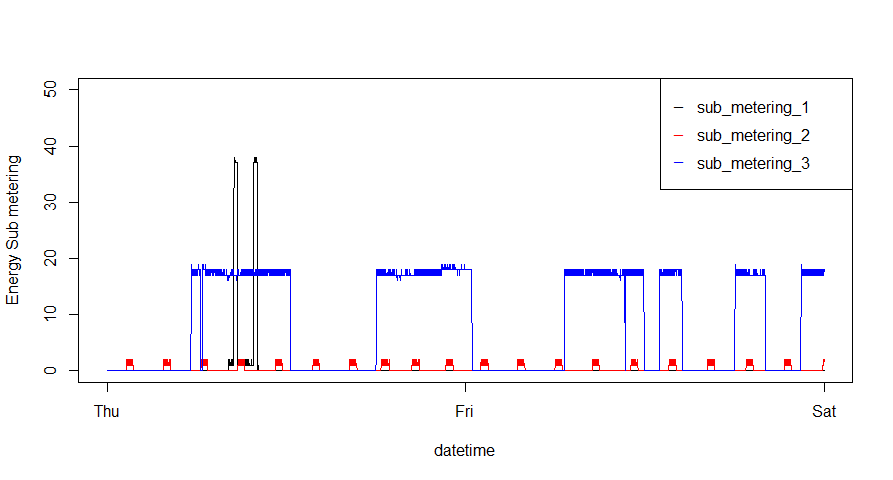 50
40
30
20
10
0
Energy Sub metering
sub_metering_1
sub_metering_2
sub_metering_3
Thu
Fri
Sat
datetime